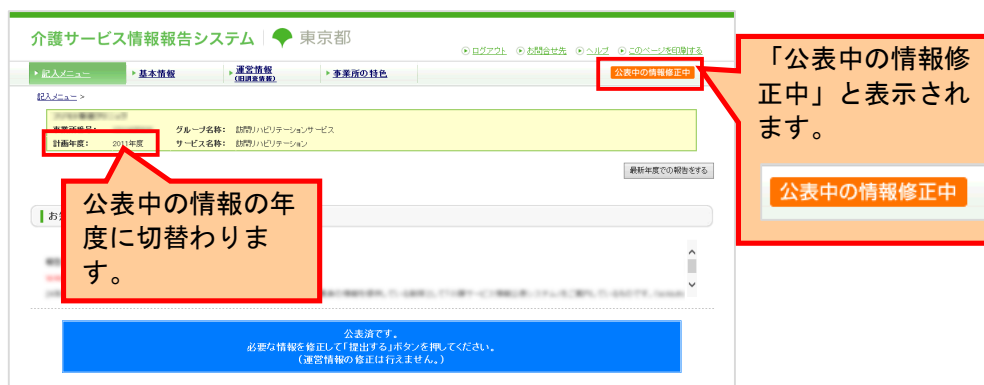 介護サービス情報報告システム 東京都
ログアウト お問合せ先 ヘルプ このページを印刷する
記入メニュー 基本情報 運営情報 事業所の特色 公表中の情報修正中
(旧調査情報)
記入メニュー >
グループ名称: 訪問リハビリテーションサービス
計画年度: 2011年度 サービス名称: 訪問リハビリテーション
最新年度での報告をする
公表中の情報の年
度に切替わりま
す。
「公表中の情報修
正中」と表示され
ます。
公表中の情報修正中
公表済です。
必要な情報を修正して「提出する」ボタンを押してください。
(運営情報の修正は行えません。)